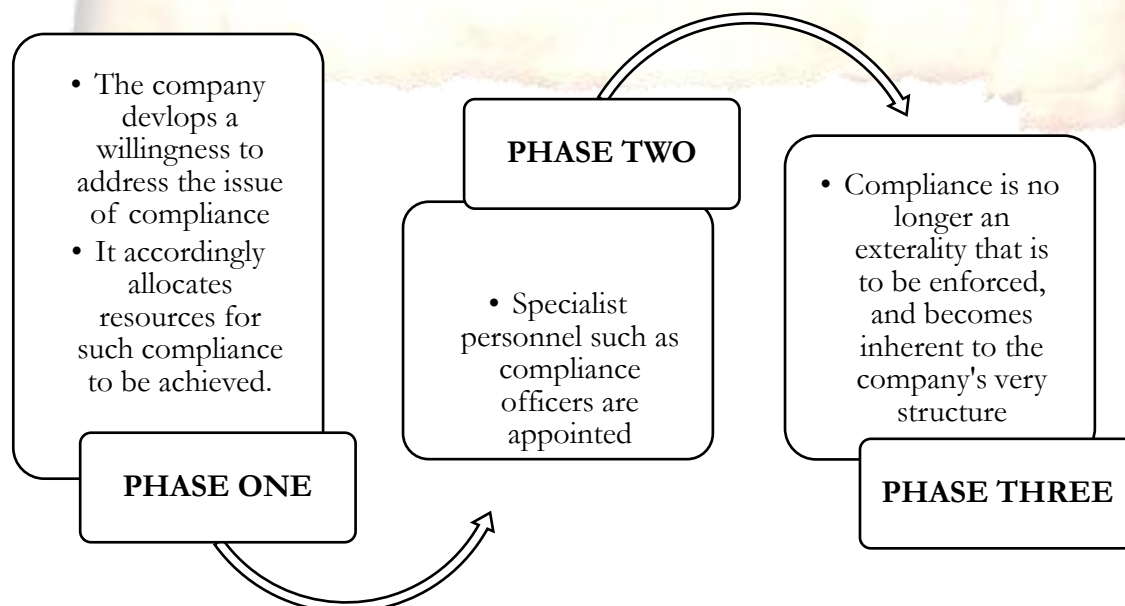 • The company
devlops a
willingness to
address the issue
of compliance
• It accordingly
allocates
resources for
such compliance
to be achieved.
PHASE ONE
PHASE TWO
• Specialist
personnel such as
compliance
officers are
appointed
• Compliance is no
longer an
exterality that is
to be enforced,
and becomes
inherent to the
company's very
structure
PHASE THREE